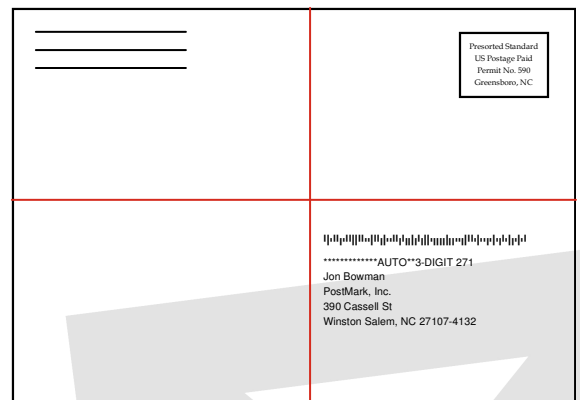 Presorted Standard
US Postage Paid
Permit No. 590
Greensboro, NC
*************AUTO**3-DIGIT 271
Jon Bowman
PostMark, Inc.
390 Cassell St
Winston Salem, NC 27107-4132